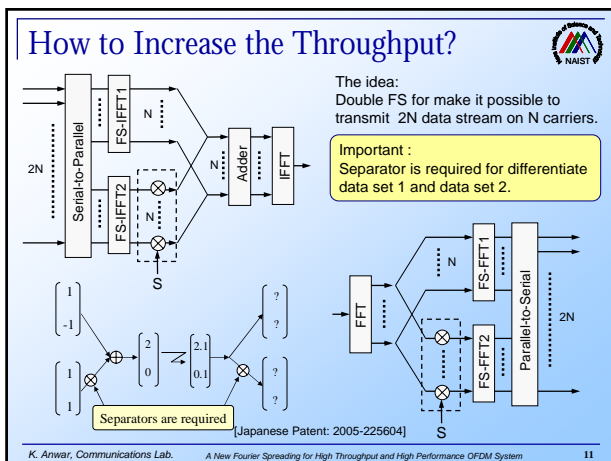 How to Increase the Throughput?
NAIST
The idea:
Double FS for make it possible to
transmit 2N data stream on N carriers.
Important :
Separator is required for differentiate
data set 1 and data set 2.
2N
Serial-to-Parallel
FS-IFFT1
FS-IFFT2
N
N
S
N
Adder
IFFT
FFT
N
S
FS-FFT1
FS-FFT2
Parallel-to-Serial
2N
1
-1
1
1
2
0
2.1
0.1
?
?
?
?
Separators are required
[Japanese Patent: 2005-225604]
K. Anwar, Communications Lab. A New Fourier Spreading for High Throughput and High Performance OFDM System 11